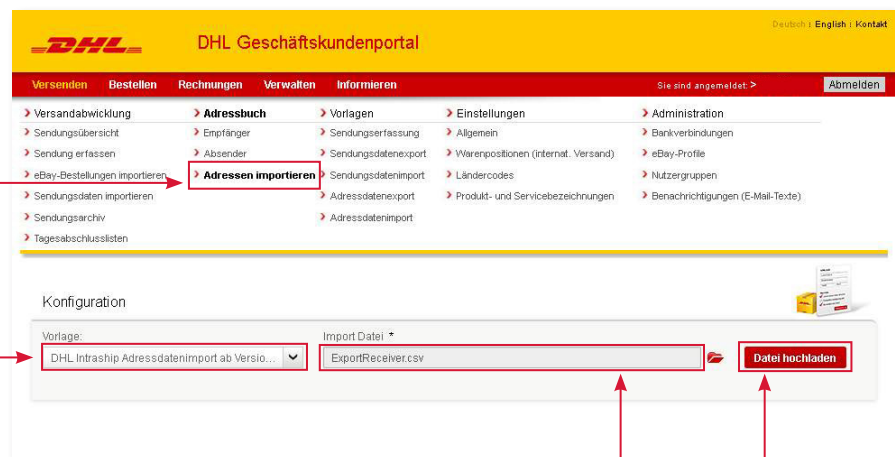 Deutsch | English | Kontakt
DHL
DHL Geschäftskundenportal
Versenden Bestellen Rechnungen Verwalten Informieren Sie sind angemeldet: > Abmelden
Versandabwicklung Adressbuch Vorlagen Einstellungen Administration
Sendungsübersicht Empfänger Sendungserfassung Allgemein Bankverbindungen
Sendung erfassen Absender Sendungsdatenexport Warenpositionen (internat. Versand) eBay-Profile
eBay-Bestellungen importieren Adressen importieren Sendungsdatenimport Ländercodes Nutzergruppen
Sendungsdaten importieren Adressdatenexport Produkt- und Servicebezeichnungen Benachrichtigungen (E-Mail-Texte)
Sendungsarchiv Adressdatenimport
Tagesabschlusslisten
Konfiguration
Vorlage: Import Datei *
DHL Intraship Adressdatenimport ab Versio... ExportReceiver.csv Datei hochladen